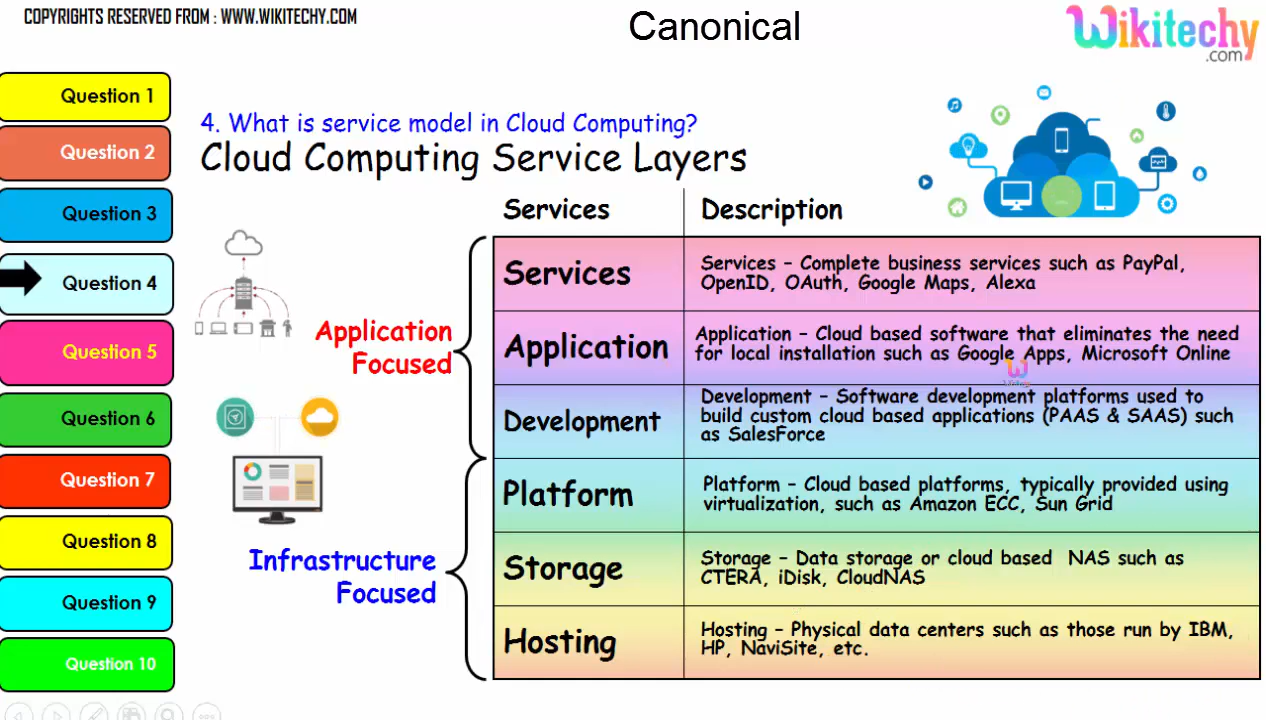 COPYRIGHTS RESERVED FROM : WWW.WIKITECHY.COM
Canonical
Wikitechy
.com
Question 1
Question 2
Question 3
Question 4
Question 5
Question 6
Question 7
Question 8
Question 9
Question 10
4. What is service model in Cloud Computing?
Cloud Computing Service Layers
Services
Description
Application
Focused
Infrastructure
Focused
Services
Services – Complete business services such as PayPal,
OpenID, OAuth, Google Maps, Alexa
Application
Application – Cloud based software that eliminates the need
for local installation such as Google Apps, Microsoft Online
Development
Development – Software development platforms used to
build custom cloud based applications (PAAS & SAAS) such
as SalesForce
Platform
Platform – Cloud based platforms, typically provided using
virtualization, such as Amazon ECC, Sun Grid
Storage
Storage – Data storage or cloud based NAS such as
CTERA, iDisk, CloudNAS
Hosting
Hosting – Physical data centers such as those run by IBM,
HP, NaviSite, etc.